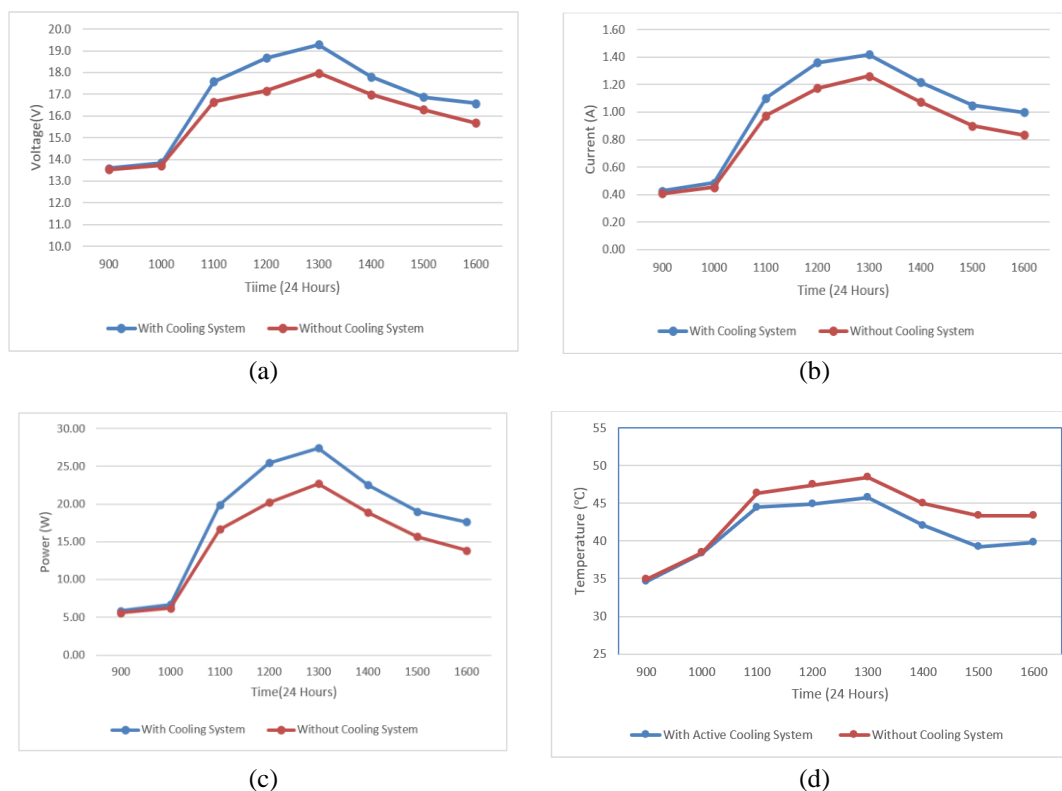 20.0
19.0
18.0
17.0
16.0
15.0
14.0
13.0
12.0
11.0
10.0
Voltage(V)
900 1000 1100 1200 1300 1400 1500 1600
Tiime (24 Hours)
With Cooling System Without Cooling System
(a)
1.60
1.40
1.20
1.00
0.80
0.60
0.40
0.20
0.00
Current (A)
900 1000 1100 1200 1300 1400 1500 1600
Time (24 Hours)
With Cooling System Without Cooling System
(b)
30.00
25.00
20.00
15.00
10.00
5.00
0.00
Power (W)
900 1000 1100 1200 1300 1400 1500 1600
Time(24 Hours)
With Cooling System Without Cooling System
(c)
55
50
45
40
35
30
25
Temperature (°C)
900 1000 1100 1200 1300 1400 1500 1600
Time (24 Hours)
With Active Cooling System Without Cooling System
(d)